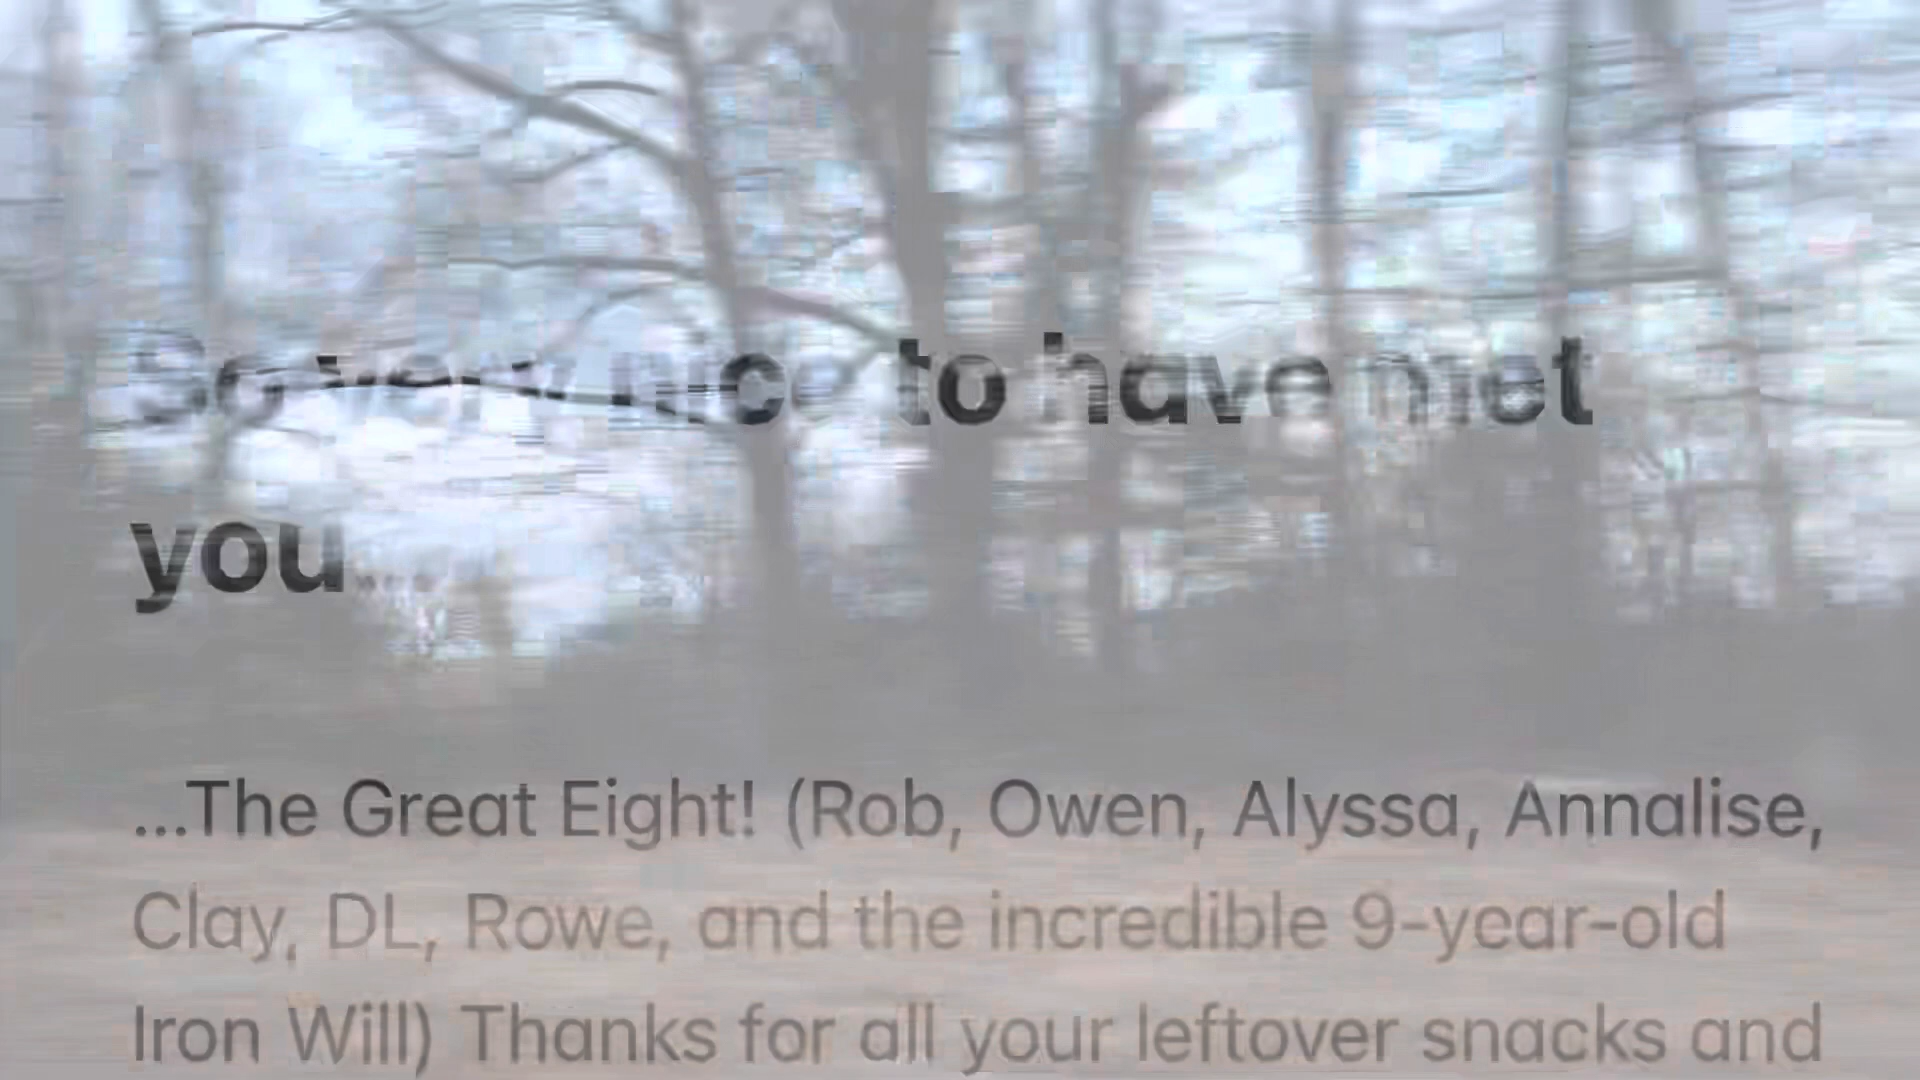 So very nice to have met
you
...The Great Eight! (Rob, Owen, Alyssa, Annalise,
Clay, DL, Rowe, and the incredible 9-year-old
Iron Will) Thanks for all your leftover snacks and